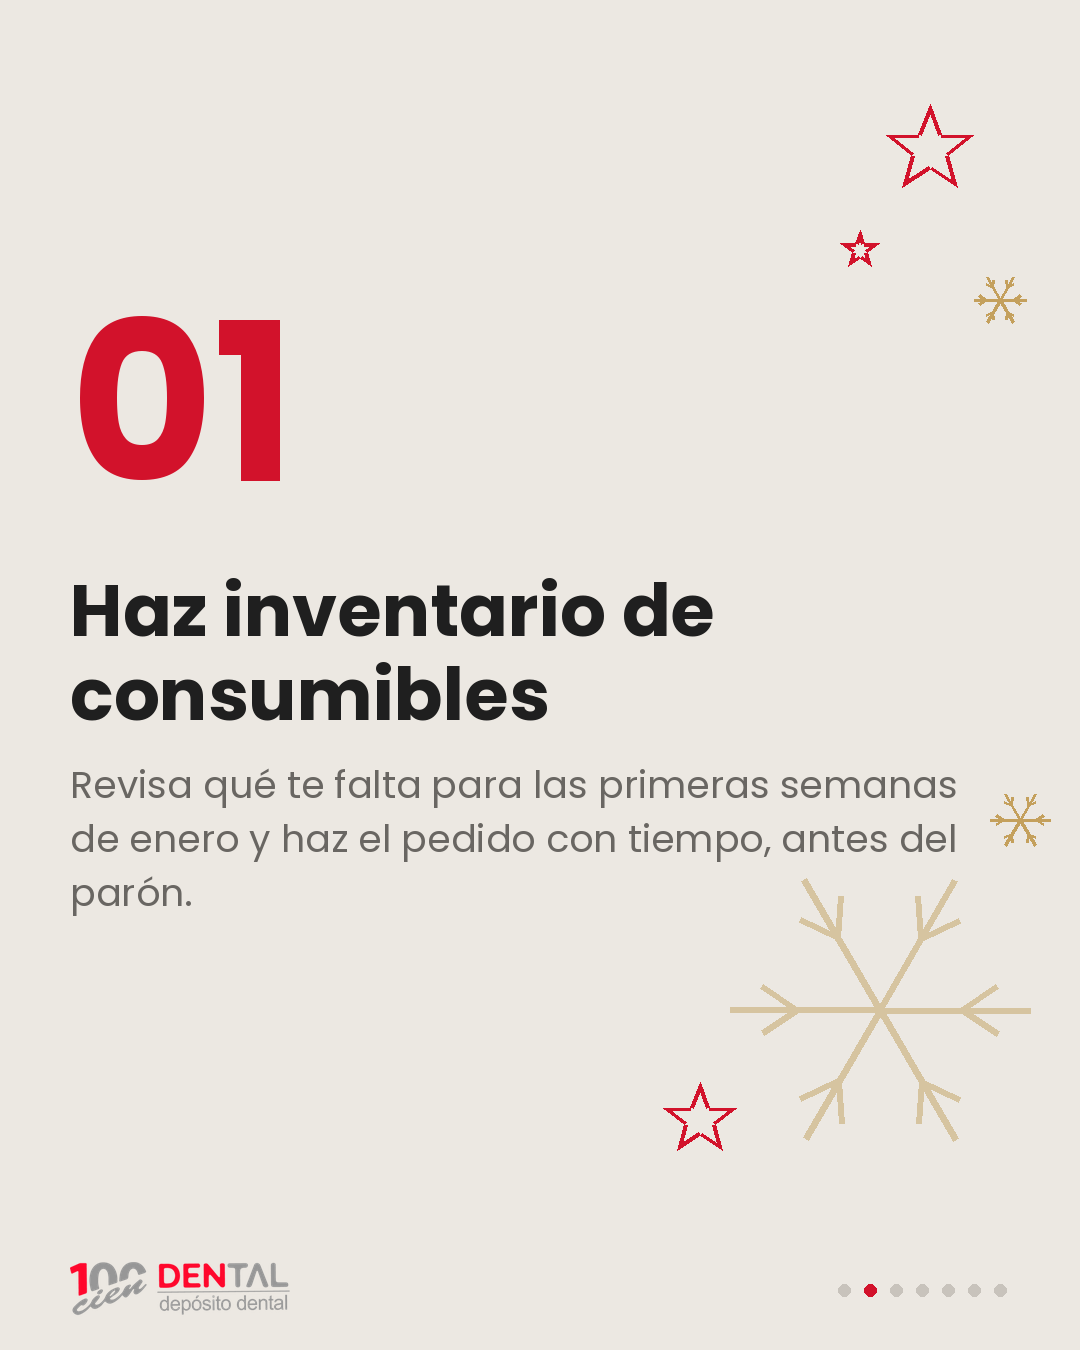 01
Haz inventario de
consumibles
Revisa qué te falta para las primeras semanas
de enero y haz el pedido con tiempo, antes del
parón.
100 DENTAL
cien depósito dental